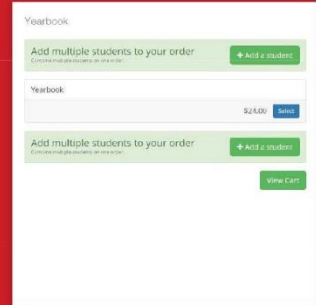 Yearbook
Add multiple students to your order
+ Add a student
Combine multiple students on one order.
Yearbook
$24.00 Select
Add multiple students to your order
+ Add a student
Combine multiple students on one order.
View Cart